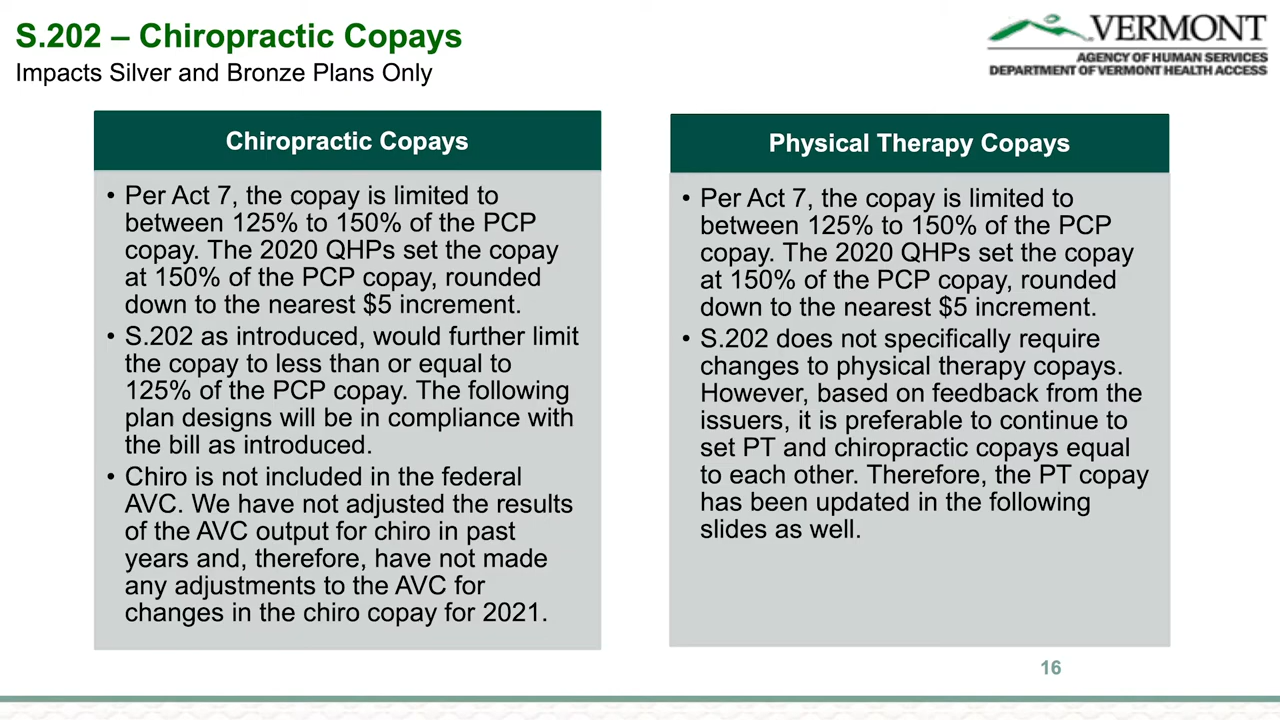 S.202 – Chiropractic Copays
Impacts Silver and Bronze Plans Only
VERMONT
AGENCY OF HUMAN SERVICES
DEPARTMENT OF VERMONT HEALTH ACCESS
Chiropractic Copays
• Per Act 7, the copay is limited to
between 125% to 150% of the PCP
copay. The 2020 QHPs set the copay
at 150% of the PCP copay, rounded
down to the nearest $5 increment.
• S.202 as introduced, would further limit
the copay to less than or equal to
125% of the PCP copay. The following
plan designs will be in compliance with
the bill as introduced.
• Chiro is not included in the federal
AVC. We have not adjusted the results
of the AVC output for chiro in past
years and, therefore, have not made
any adjustments to the AVC for
changes in the chiro copay for 2021.
Physical Therapy Copays
• Per Act 7, the copay is limited to
between 125% to 150% of the PCP
copay. The 2020 QHPs set the copay
at 150% of the PCP copay, rounded
down to the nearest $5 increment.
• S.202 does not specifically require
changes to physical therapy copays.
However, based on feedback from the
issuers, it is preferable to continue to
set PT and chiropractic copays equal
to each other. Therefore, the PT copay
has been updated in the following
slides as well.
16